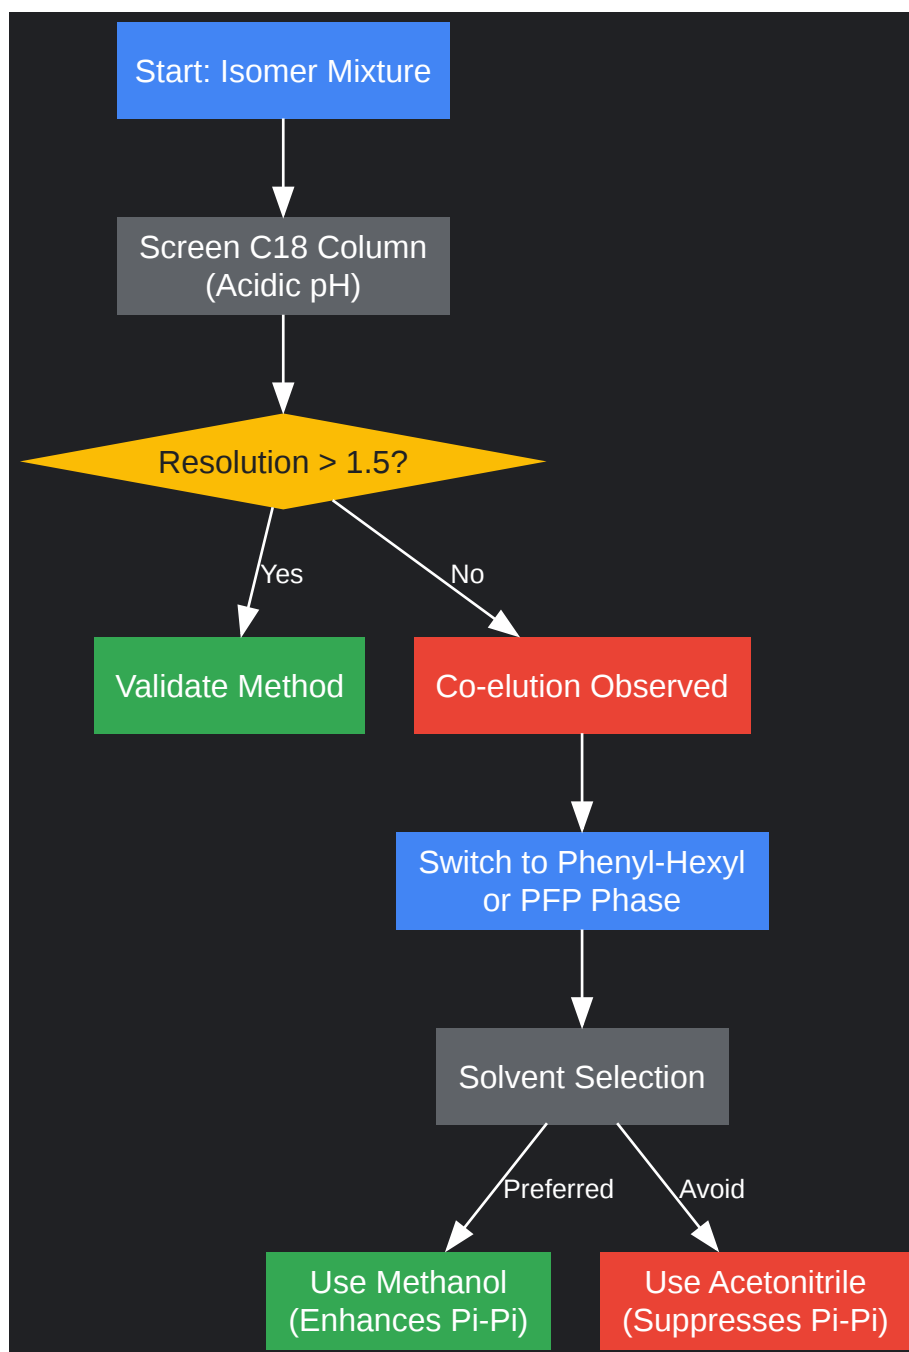 Start: Isomer Mixture
Screen C18 Column
(Acidic pH)
Resolution > 1.5?
Yes
No
Validate Method
Co-elution Observed
Switch to Phenyl-Hexyl
or PFP Phase
Solvent Selection
Preferred
Avoid
Use Methanol
(Enhances Pi-Pi)
Use Acetonitrile
(Suppresses Pi-Pi)